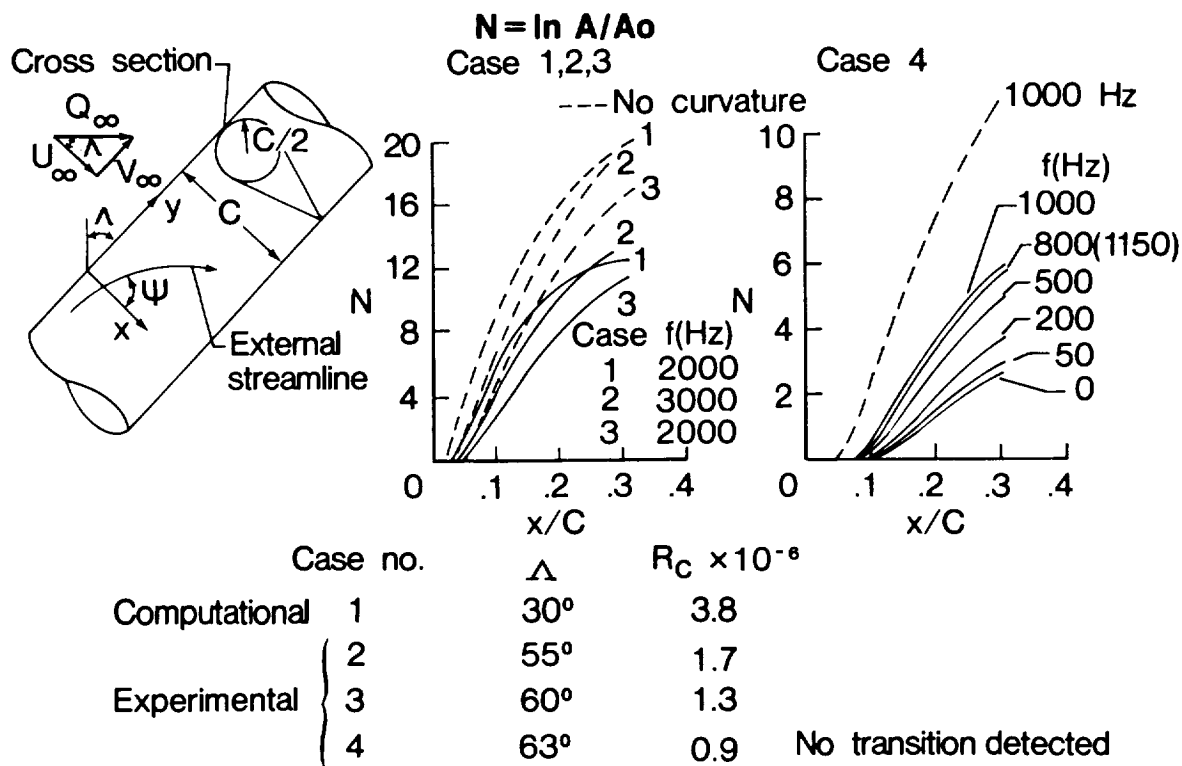 N = ln A/Ao
Cross section
Q∞
Λ
U∞
V∞
C/2
y
C
Λ
ψ
x
External
streamline
Case 1,2,3
--- No curvature
20
16
12
8
4
0
N
1
2
3
2
1
3
Case f(Hz)
1 2000
2 3000
3 2000
.1 .2 .3 .4
x/C
Case 4
1000 Hz
10
8
6
4
2
0
N
f(Hz)
1000
800(1150)
500
200
50
0
.1 .2 .3 .4
x/C
Case no. Λ R_C ×10⁻⁶
Computational 1 30° 3.8
2 55° 1.7
Experimental 3 60° 1.3
4 63° 0.9 No transition detected